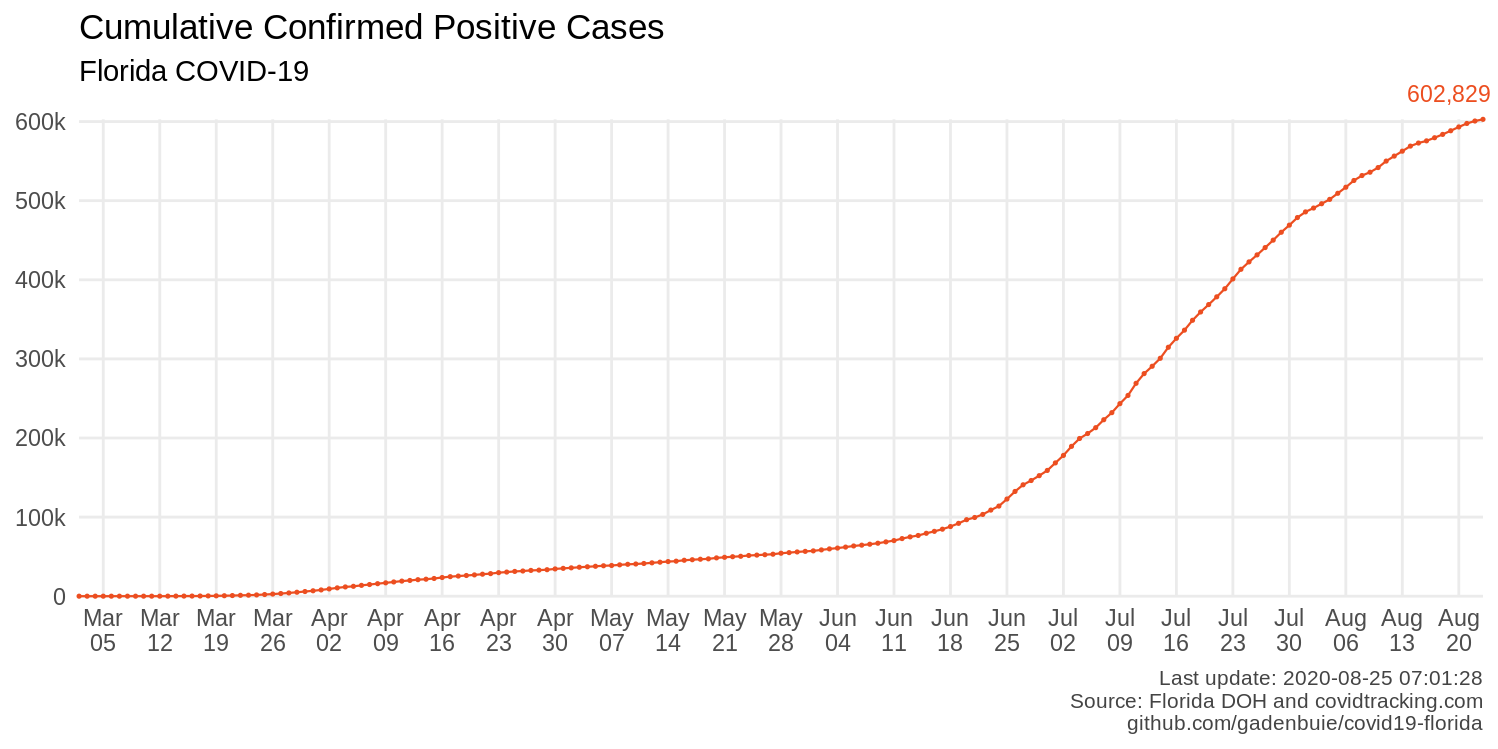 Cumulative Confirmed Positive Cases
Florida COVID-19
602,829
600k
500k
400k
300k
200k
100k
0
Mar Mar Mar Mar Apr Apr Apr Apr Apr May May May May Jun Jun Jun Jun Jul Jul Jul Jul Jul Aug Aug Aug
05 12 19 26 02 09 16 23 30 07 14 21 28 04 11 18 25 02 09 16 23 30 06 13 20
Last update: 2020-08-25 07:01:28
Source: Florida DOH and covidtracking.com
github.com/gadenbuie/covid19-florida